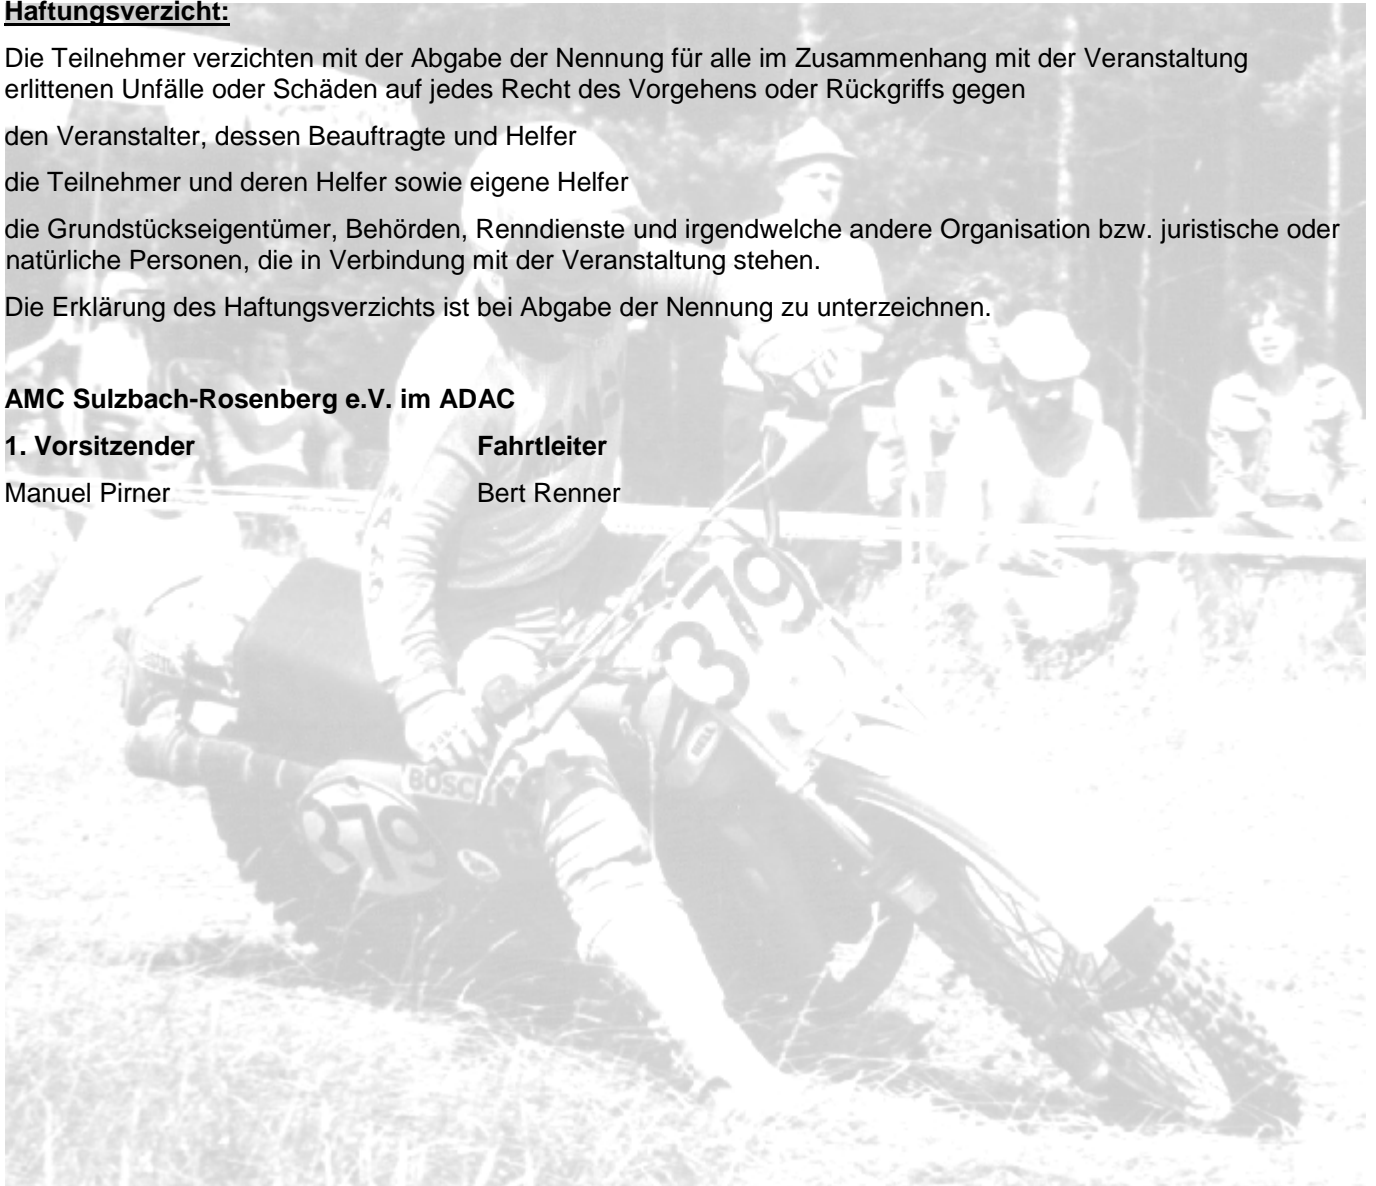 Haftungsverzicht:
Die Teilnehmer verzichten mit der Abgabe der Nennung für alle im Zusammenhang mit der Veranstaltung
erlittenen Unfälle oder Schäden auf jedes Recht des Vorgehens oder Rückgriffs gegen
den Veranstalter, dessen Beauftragte und Helfer
die Teilnehmer und deren Helfer sowie eigene Helfer
die Grundstückseigentümer, Behörden, Renndienste und irgendwelche andere Organisation bzw. juristische oder
natürliche Personen, die in Verbindung mit der Veranstaltung stehen.
Die Erklärung des Haftungsverzichts ist bei Abgabe der Nennung zu unterzeichnen.
AMC Sulzbach-Rosenberg e.V. im ADAC
1. Vorsitzender Fahrtleiter
Manuel Pirner Bert Renner
379
BELL
BOSCH
379